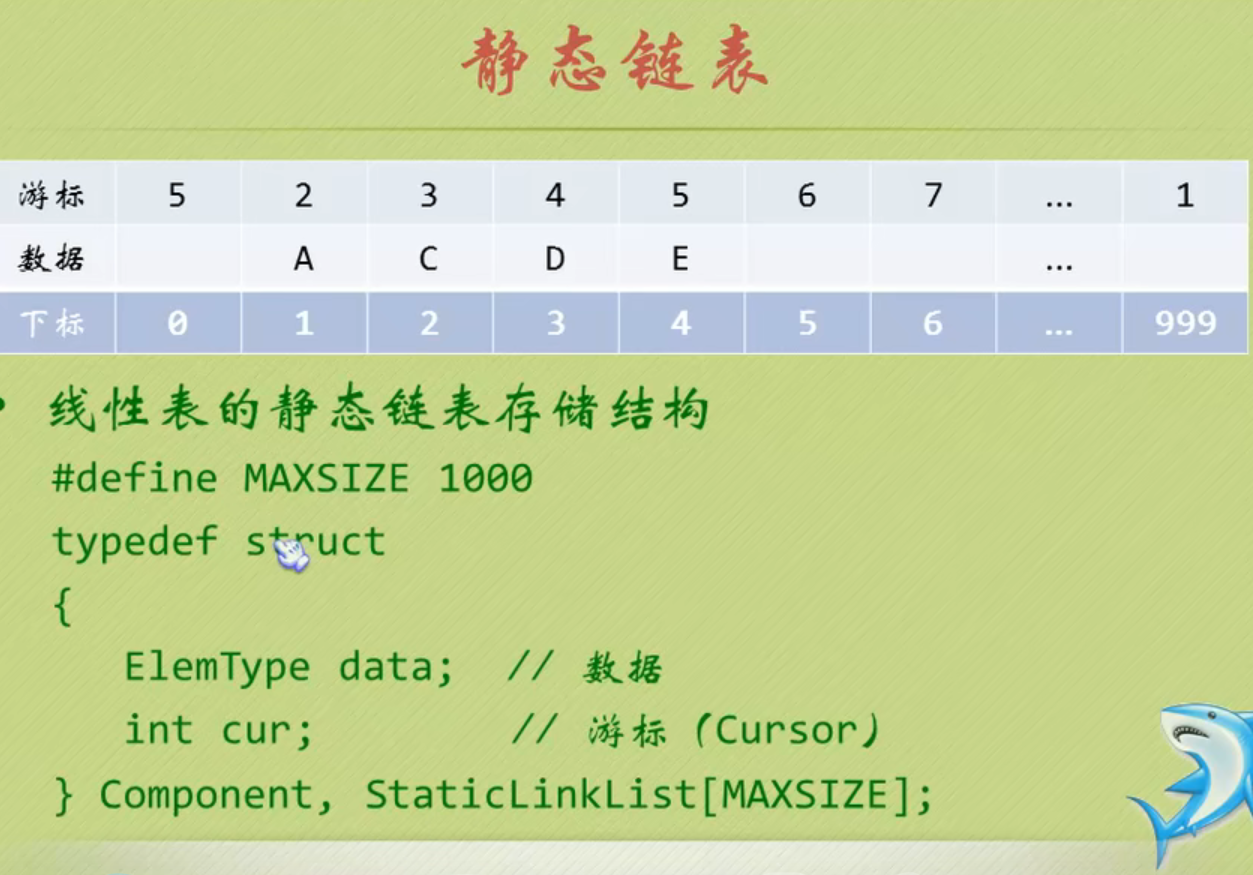 静态链表
游标 5 2 3 4 5 6 7 … 1
数据 A C D E …
下标 0 1 2 3 4 5 6 … 999
• 线性表的静态链表存储结构
#define MAXSIZE 1000
typedef struct
{
ElemType data; // 数据
int cur; // 游标（Cursor）
} Component, StaticLinkList[MAXSIZE];